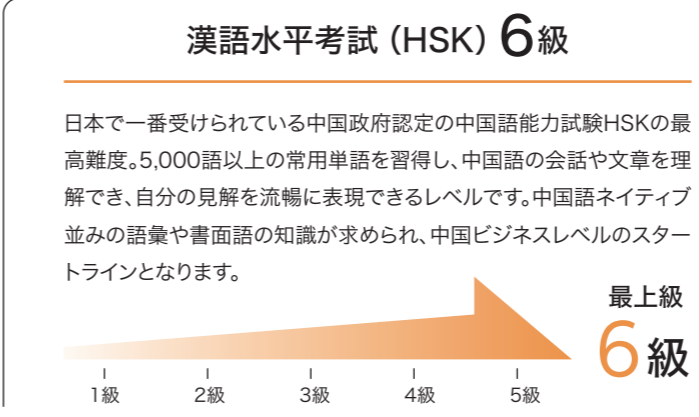 漢語水平考試（HSK）6級
日本で一番受けられている中国政府認定の中国語能力試験HSKの最
高難度。5,000語以上の常用単語を習得し、中国語の会話や文章を理
解でき、自分の見解を流暢に表現できるレベルです。中国語ネイティブ
並みの語彙や書面語の知識が求められ、中国ビジネスレベルのスター
トラインとなります。
最上級
6級
1級 2級 3級 4級 5級